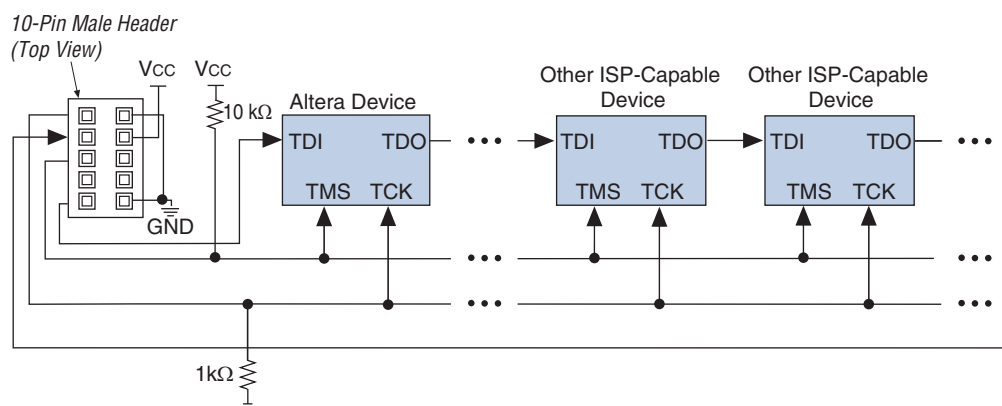 10-Pin Male Header
(Top View)
VCC
VCC
10 kΩ
GND
Altera Device
TDI
TDO
TMS
TCK
Other ISP-Capable
Device
TDI
TDO
TMS
TCK
Other ISP-Capable
Device
TDI
TDO
TMS
TCK
1kΩ